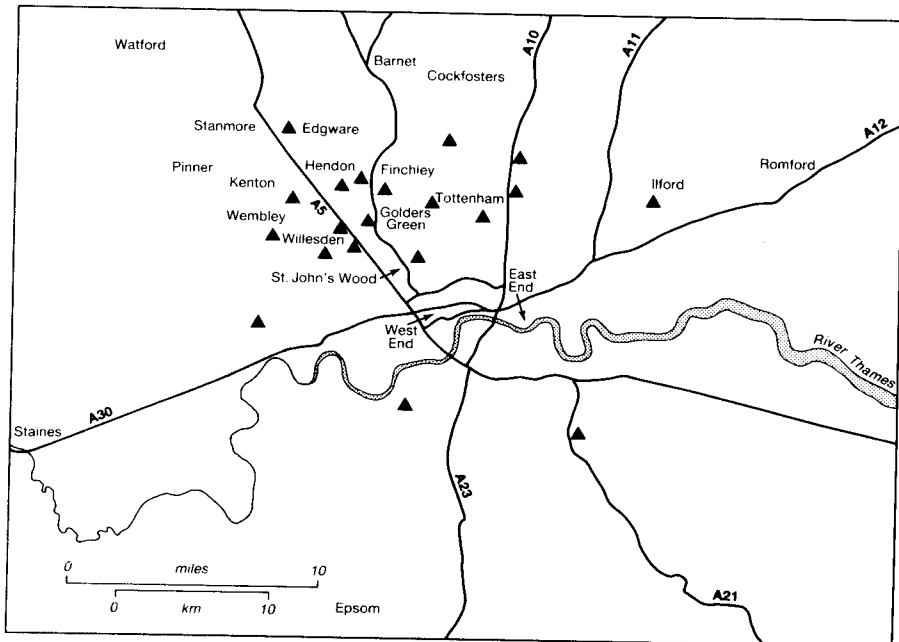 Watford
Barnet
Cockfosters
A10
A11
A12
Stanmore
Edgware
Pinner
Hendon
Finchley
Romford
Kenton
A5
Tottenham
Ilford
Wembley
Golders
Green
Willesden
St. John's Wood
East
End
West
End
River Thames
A30
Staines
A23
A21
0 miles 10
0 km 10
Epsom